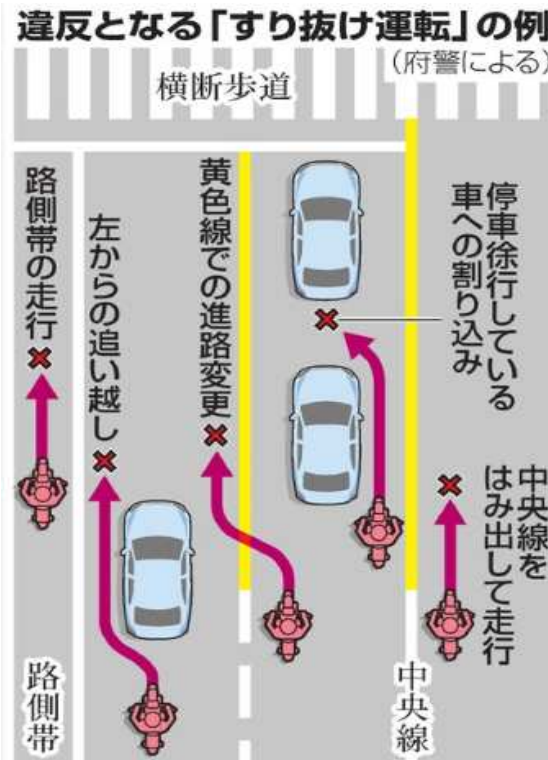 違反となる「すり抜け運転」の例
(府警による)
横断歩道
路側帯の走行
左からの追い越し
黄色線での進路変更
停車徐行している
車への割り込み
中央線を
はみ出して走行
路側帯
中央線